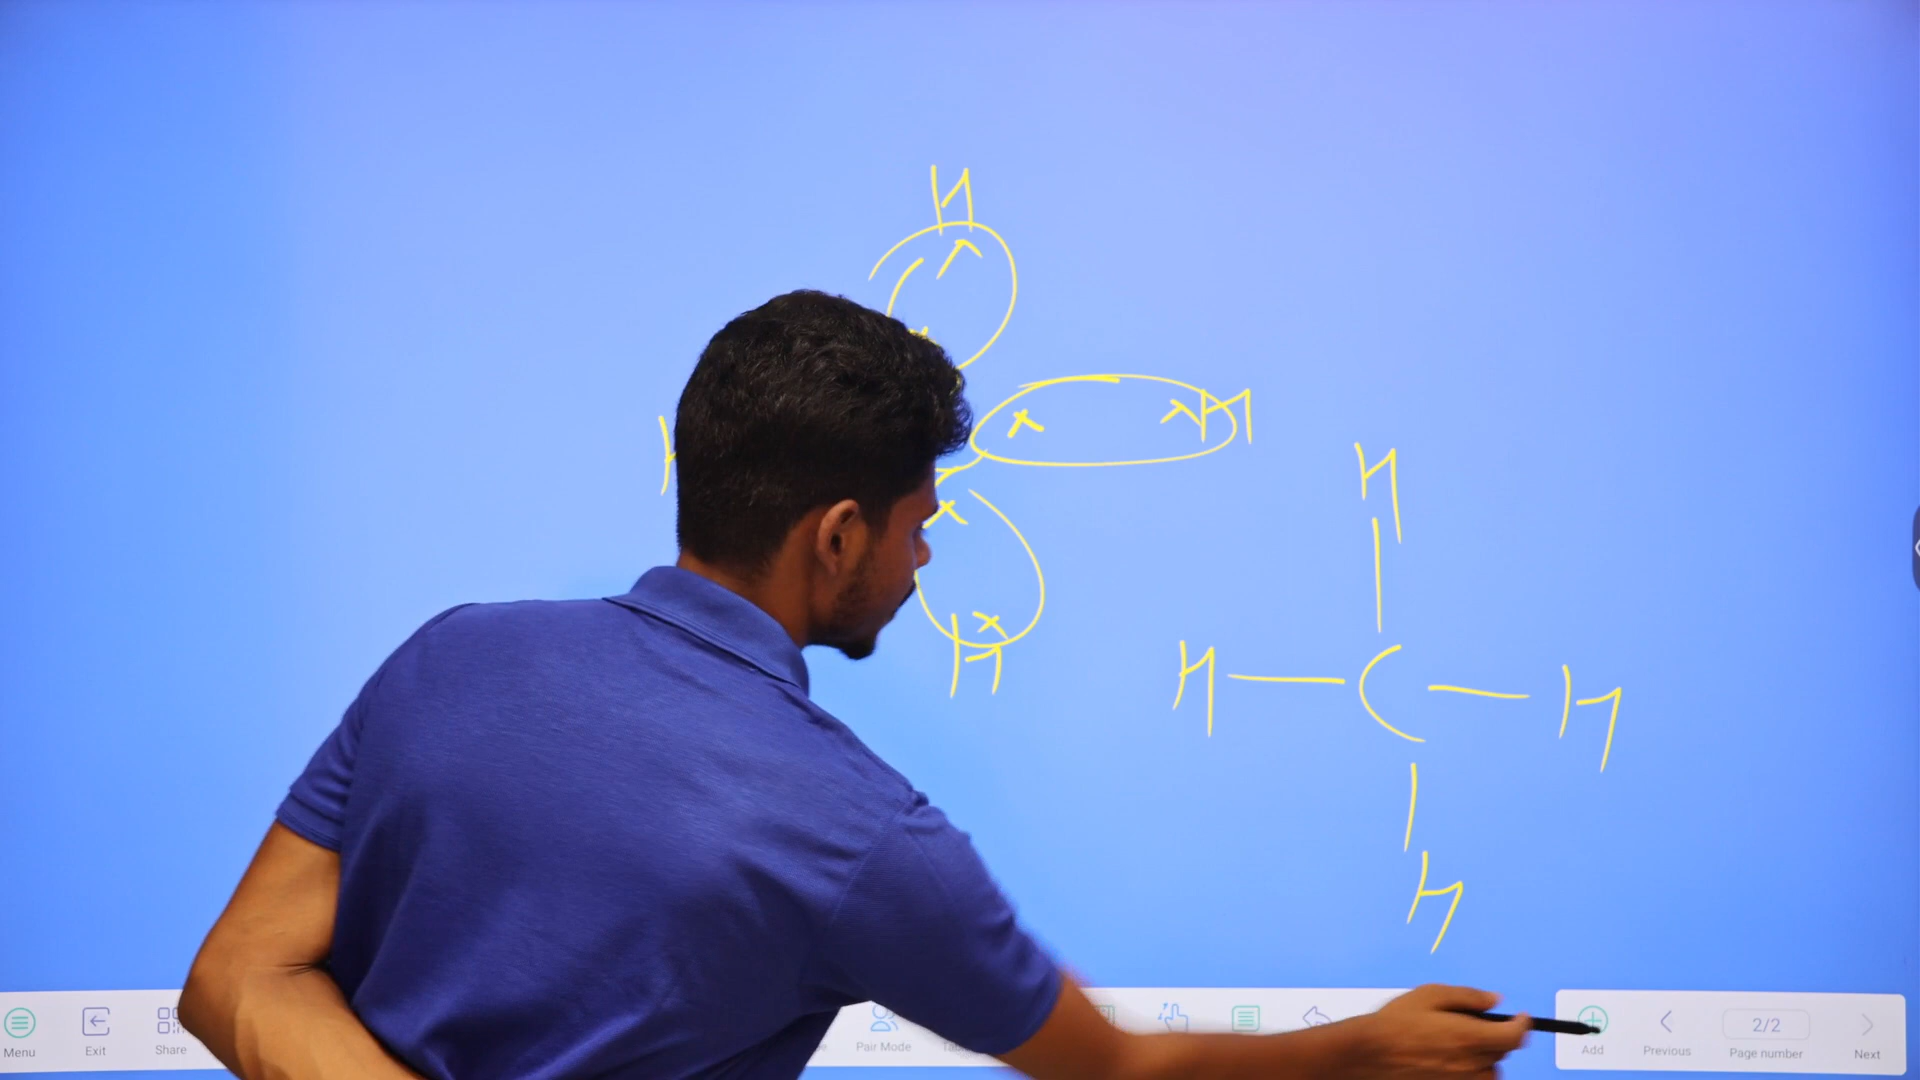 H
H H
H
H
H — C — H
H
Menu Exit Share Pair Mode Add Previous 2/2 Page number Next